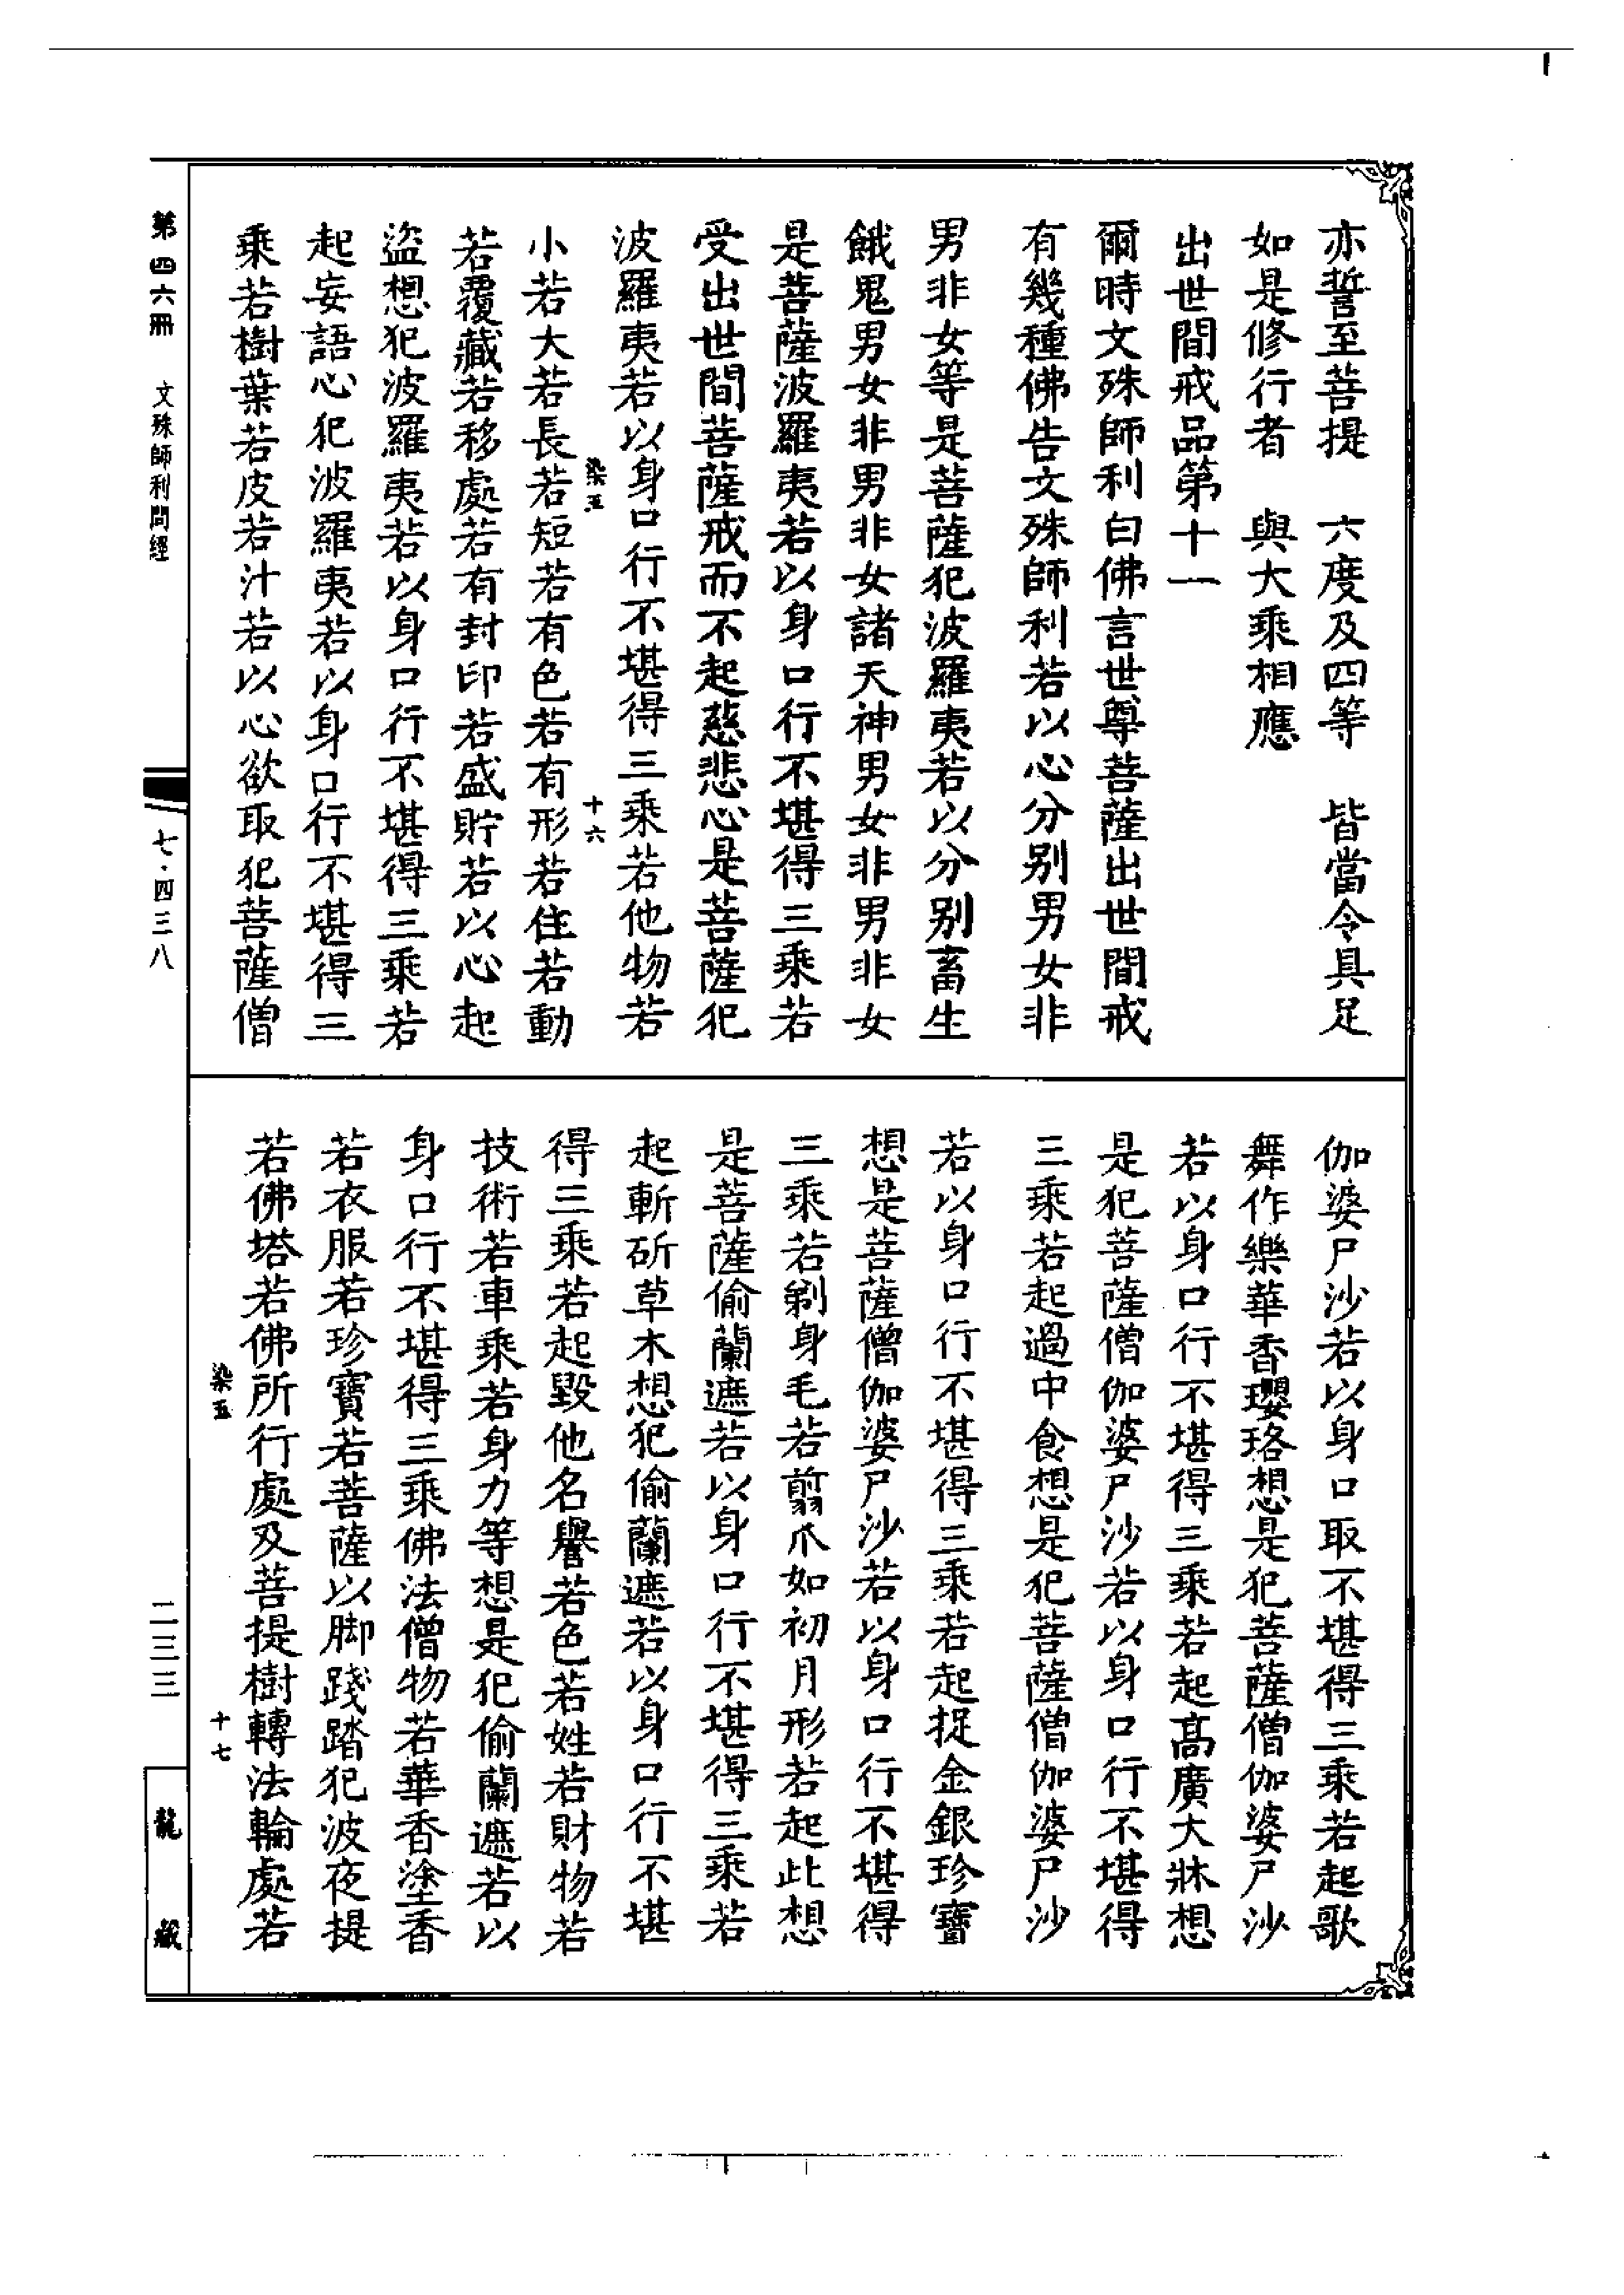 亦誓至菩提　六度及四等　皆當令具足
如是修行者　與大乘相應
出世間戒品第十一
爾時文殊師利白佛言世尊菩薩出世間戒
有幾種佛告文殊師利若以心分別男女非
男非女等是菩薩犯波羅夷若以分別畜生
餓鬼男女非男非女諸天神男女非男非女
是菩薩波羅夷若以身口行不堪得三乘若
受出世間菩薩戒而不起慈悲心是菩薩犯
波羅夷若以身口行不堪得三乘若他物若
染五　十六
小若大若長若短若有色若有形若住若動
若覆藏若移處若有封印若盛貯若以心起
盜想犯波羅夷若以身口行不堪得三乘若
起妄語心犯波羅夷若以身口行不堪得三
乘若樹葉若皮若汁若以心欲取犯菩薩僧
伽婆尸沙若以身口取不堪得三乘若起歌
舞作樂華香瓔珞想是犯菩薩僧伽婆尸沙
若以身口行不堪得三乘若起高廣大牀想
是犯菩薩僧伽婆尸沙若以身口行不堪得
三乘若起過中食想是犯菩薩僧伽婆尸沙
若以身口行不堪得三乘若起捉金銀珍寶
想是菩薩僧伽婆尸沙若以身口行不堪得
三乘若剃身毛若翦爪如初月形若起此想
是菩薩偷蘭遮若以身口行不堪得三乘若
起斬斫草木想犯偷蘭遮若以身口行不堪
得三乘若起毀他名譽若色若姓若財物若
技術若車乘若身力等想是犯偷蘭遮若以
身口行不堪得三乘佛法僧物若華香塗香
若衣服若珍寶若菩薩以脚踐踏犯波夜提
若佛塔若佛所行處及菩提樹轉法輪處若
染五　十七
第四六冊　文殊師利問經
七·四三八
二三三
龍藏